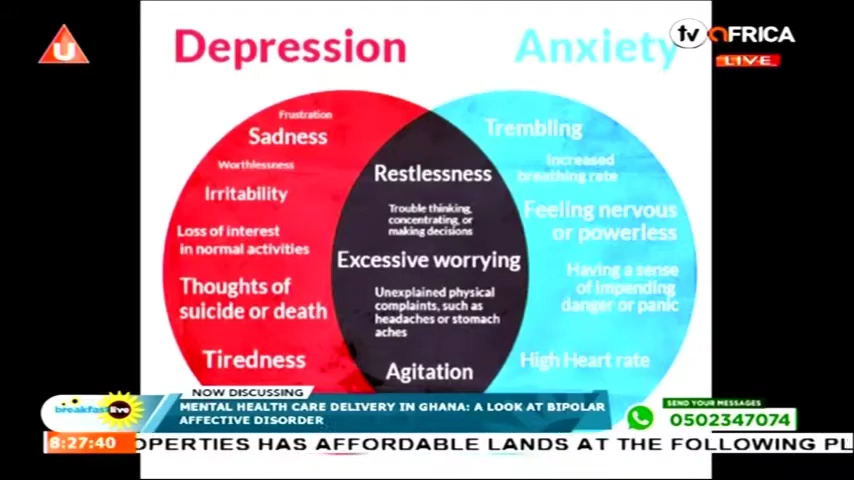 U
Depression
Anxiety
tv AFRICA
LIVE
Frustration
Sadness
Worthlessness
Irritability
Loss of interest
in normal activities
Thoughts of
suicide or death
Tiredness
Restlessness
Trouble thinking,
concentrating, or
making decisions
Excessive worrying
Unexplained physical
complaints, such as
headaches or stomach
aches
Agitation
Trembling
Increased
breathing rate
Feeling nervous
or powerless
Having a sense
of impending
danger or panic
High Heart rate
NOW DISCUSSING
breakfast live
MENTAL HEALTH CARE DELIVERY IN GHANA: A LOOK AT BIPOLAR
AFFECTIVE DISORDER
SEND YOUR MESSAGES
0502347074
8:27:40
OPERTIES HAS AFFORDABLE LANDS AT THE FOLLOWING PL